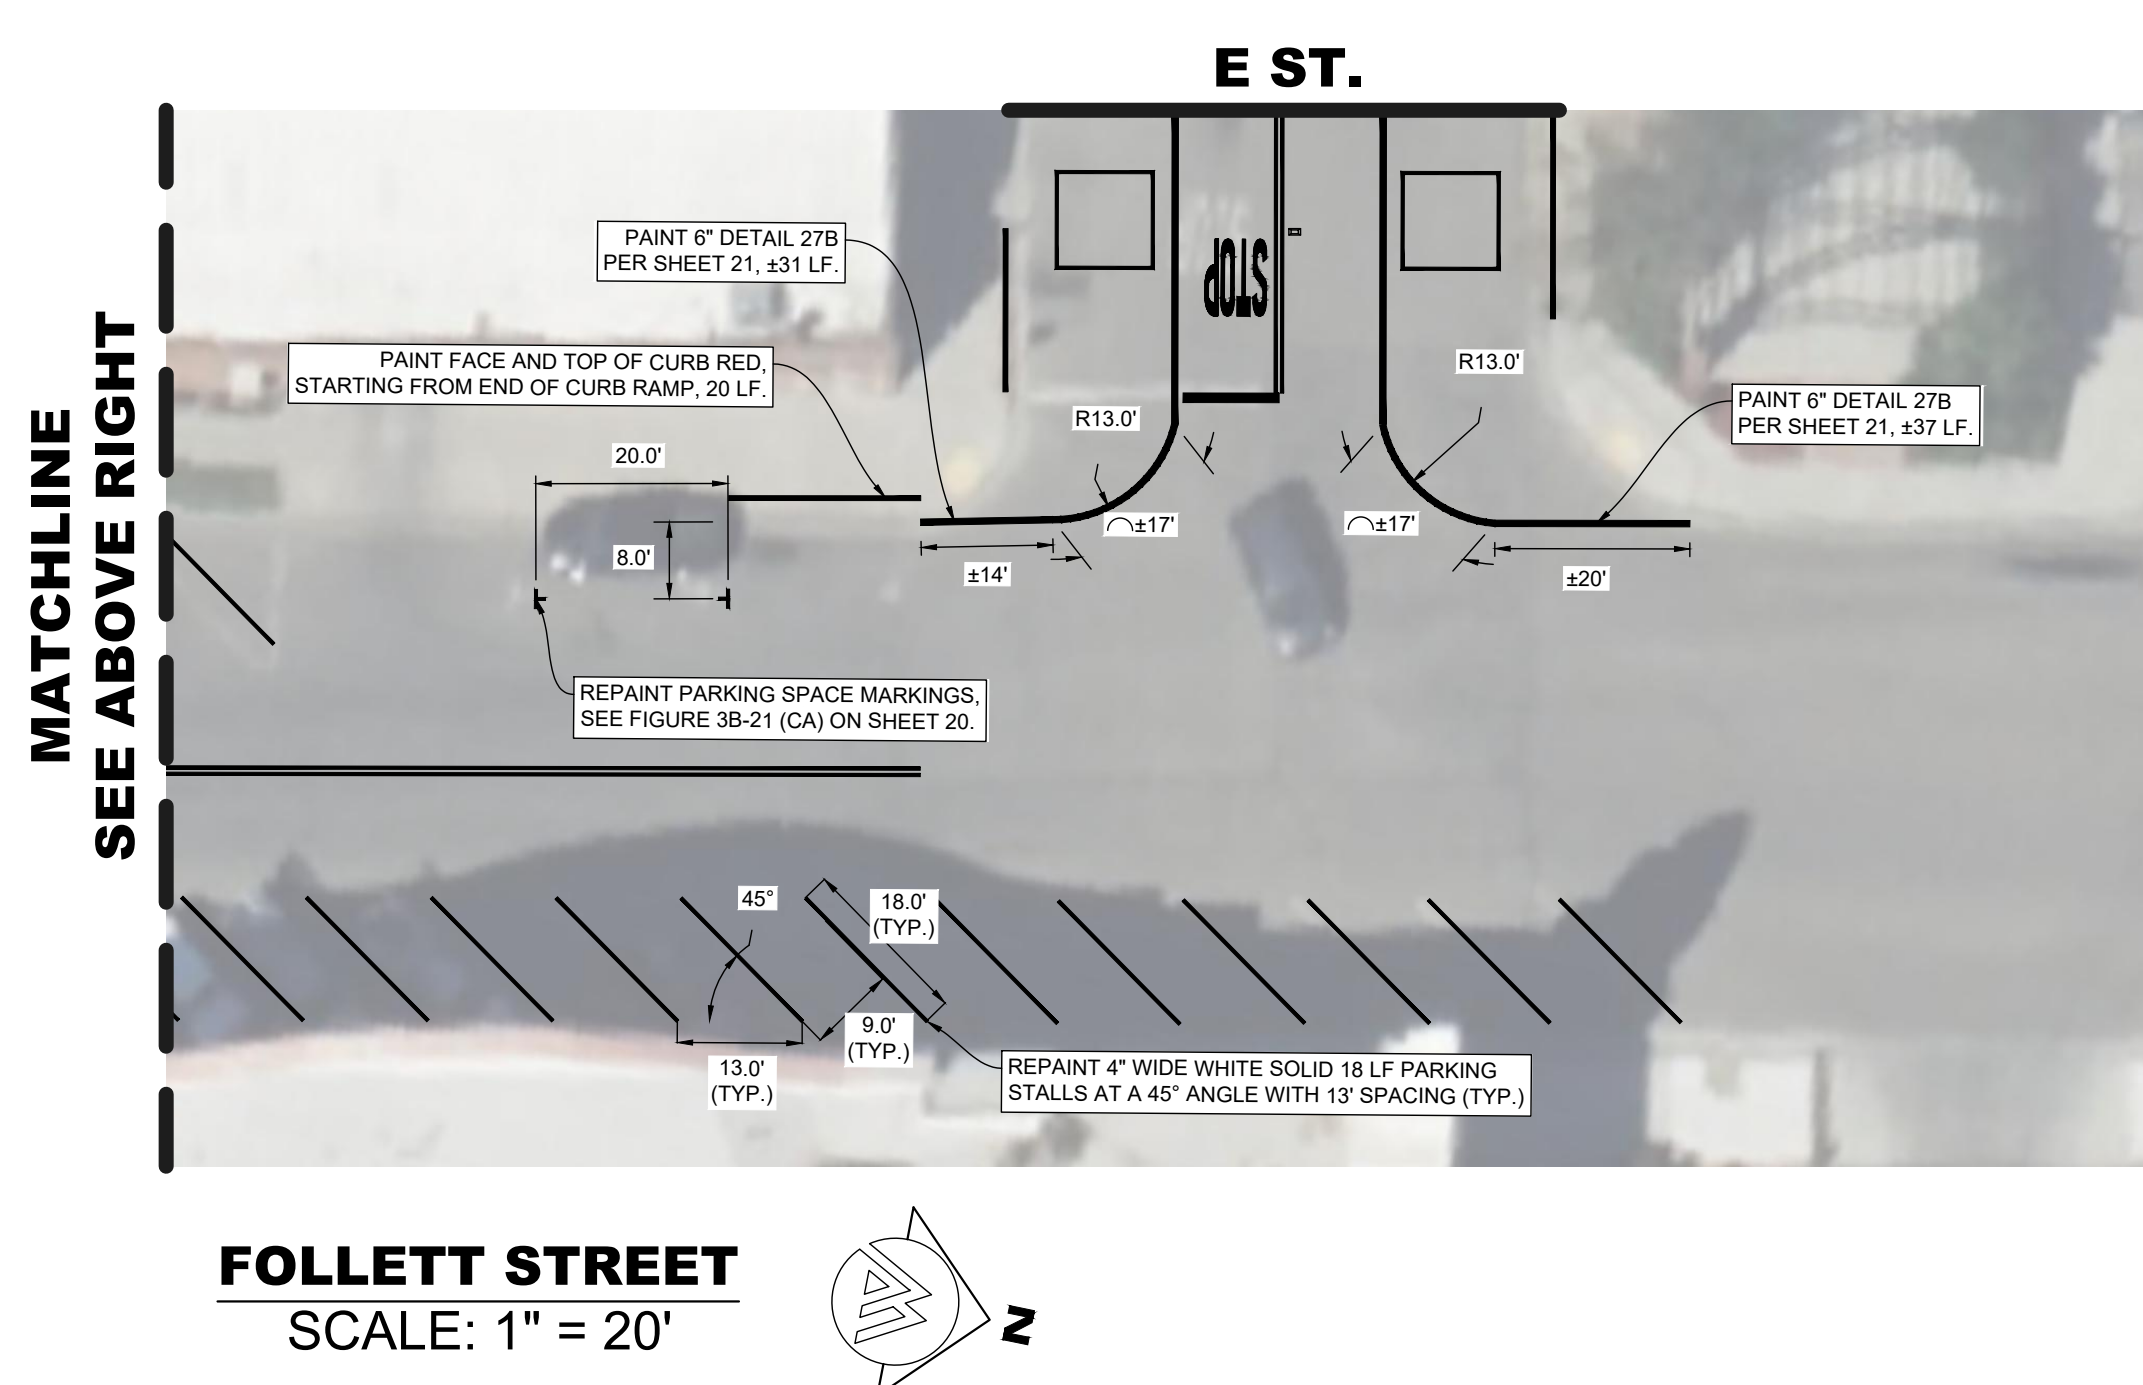 E ST.
PAINT 6" DETAIL 27B
PER SHEET 21, ±31 LF.
STOP
PAINT FACE AND TOP OF CURB RED,
STARTING FROM END OF CURB RAMP, 20 LF.
R13.0'
R13.0'
PAINT 6" DETAIL 27B
PER SHEET 21, ±37 LF.
MATCHLINE
SEE ABOVE RIGHT
20.0'
8.0'
±17'
±17'
±14'
±20'
REPAINT PARKING SPACE MARKINGS,
SEE FIGURE 3B-21 (CA) ON SHEET 20.
45°
18.0'
(TYP.)
9.0'
(TYP.)
13.0'
(TYP.)
REPAINT 4" WIDE WHITE SOLID 18 LF PARKING
STALLS AT A 45° ANGLE WITH 13' SPACING (TYP.)
FOLLETT STREET
SCALE: 1" = 20'
N